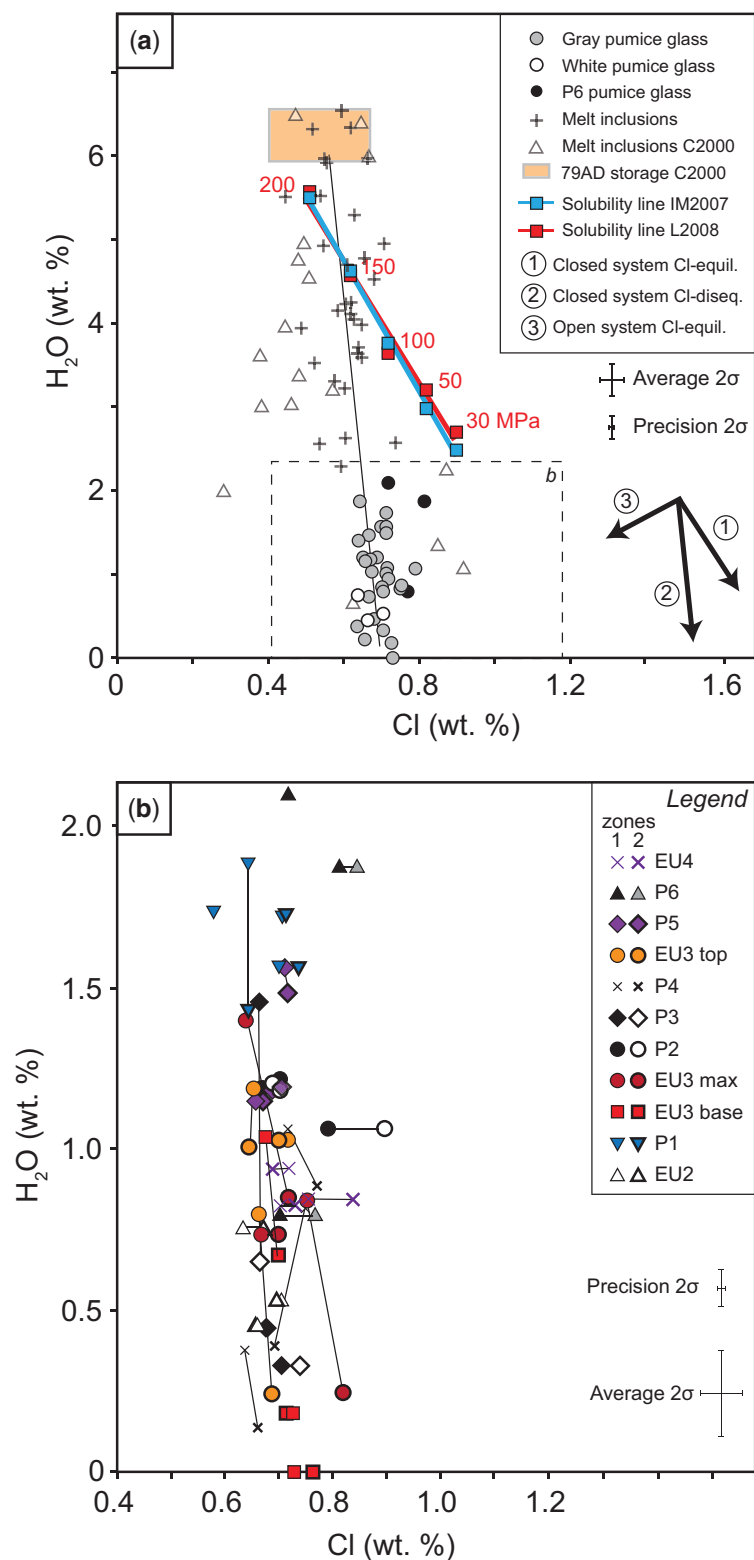 (a)
Gray pumice glass
White pumice glass
P6 pumice glass
Melt inclusions
Melt inclusions C2000
79AD storage C2000
Solubility line IM2007
Solubility line L2008
1 Closed system Cl-equil.
2 Closed system Cl-diseq.
3 Open system Cl-equil.
Average 2σ
Precision 2σ
200
150
100
50
30 MPa
b
3
1
2
6
4
2
0
H2O (wt. %)
0 0.4 0.8 1.2 1.6
Cl (wt. %)
(b)
Legend
zones
1 2
EU4
P6
P5
EU3 top
P4
P3
P2
EU3 max
EU3 base
P1
EU2
Precision 2σ
Average 2σ
2.0
1.5
1.0
0.5
0
H2O (wt. %)
0.4 0.6 0.8 1.0 1.2
Cl (wt. %)